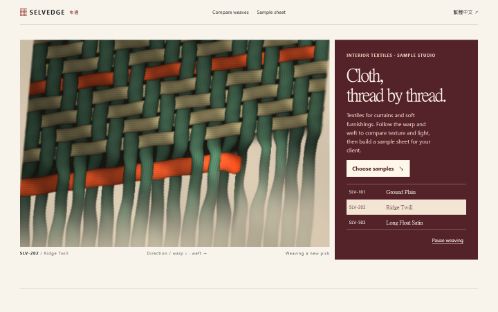 SELVEDGE 布邊
Compare weaves Sample sheet
繁體中文 ↗
INTERIOR TEXTILES · SAMPLE STUDIO
Cloth,
thread by thread.
Textiles for curtains and soft
furnishings. Follow the warp and
weft to compare texture and light,
then build a sample sheet for your
client.
Choose samples ↘
SLV-101 Ground Plain
SLV-202 Ridge Twill
SLV-503 Long Float Satin
Pause weaving
SLV-202 / Ridge Twill
Direction / warp ↓ · weft →
Weaving a new pick